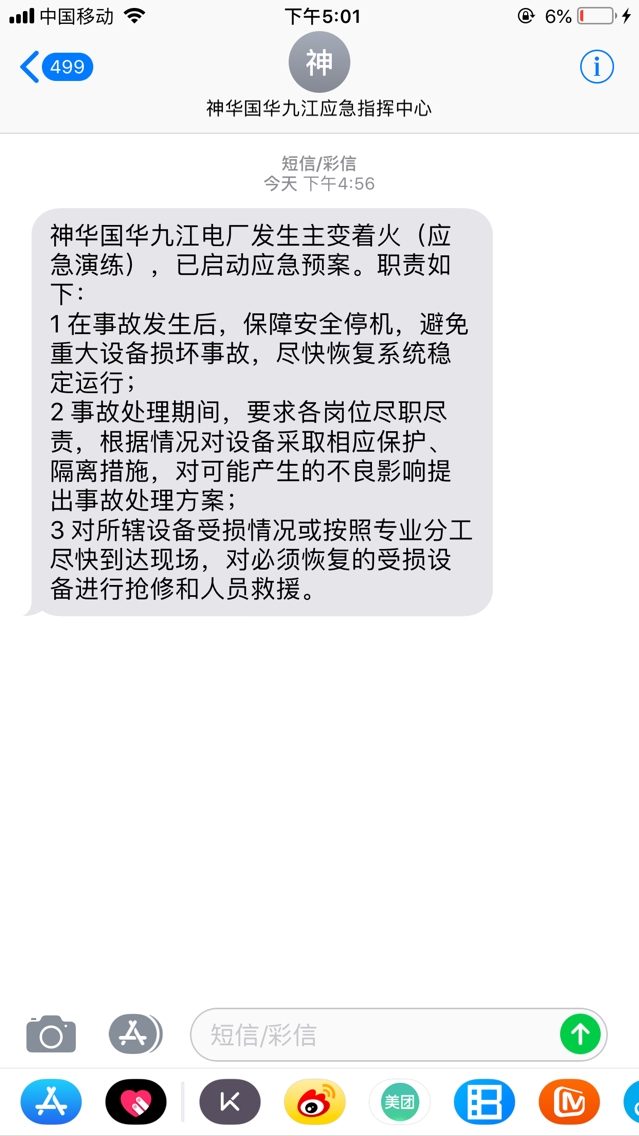 中国移动
下午5:01
6%
499
神
神华国华九江应急指挥中心
短信/彩信
今天 下午4:56
神华国华九江电厂发生主变着火（应
急演练），已启动应急预案。职责如
下：
1 在事故发生后，保障安全停机，避免
重大设备损坏事故，尽快恢复系统稳
定运行；
2 事故处理期间，要求各岗位尽职尽
责，根据情况对设备采取相应保护、
隔离措施，对可能产生的不良影响提
出事故处理方案；
3 对所辖设备受损情况或按照专业分工
尽快到达现场，对必须恢复的受损设
备进行抢修和人员救援。
短信/彩信
美团